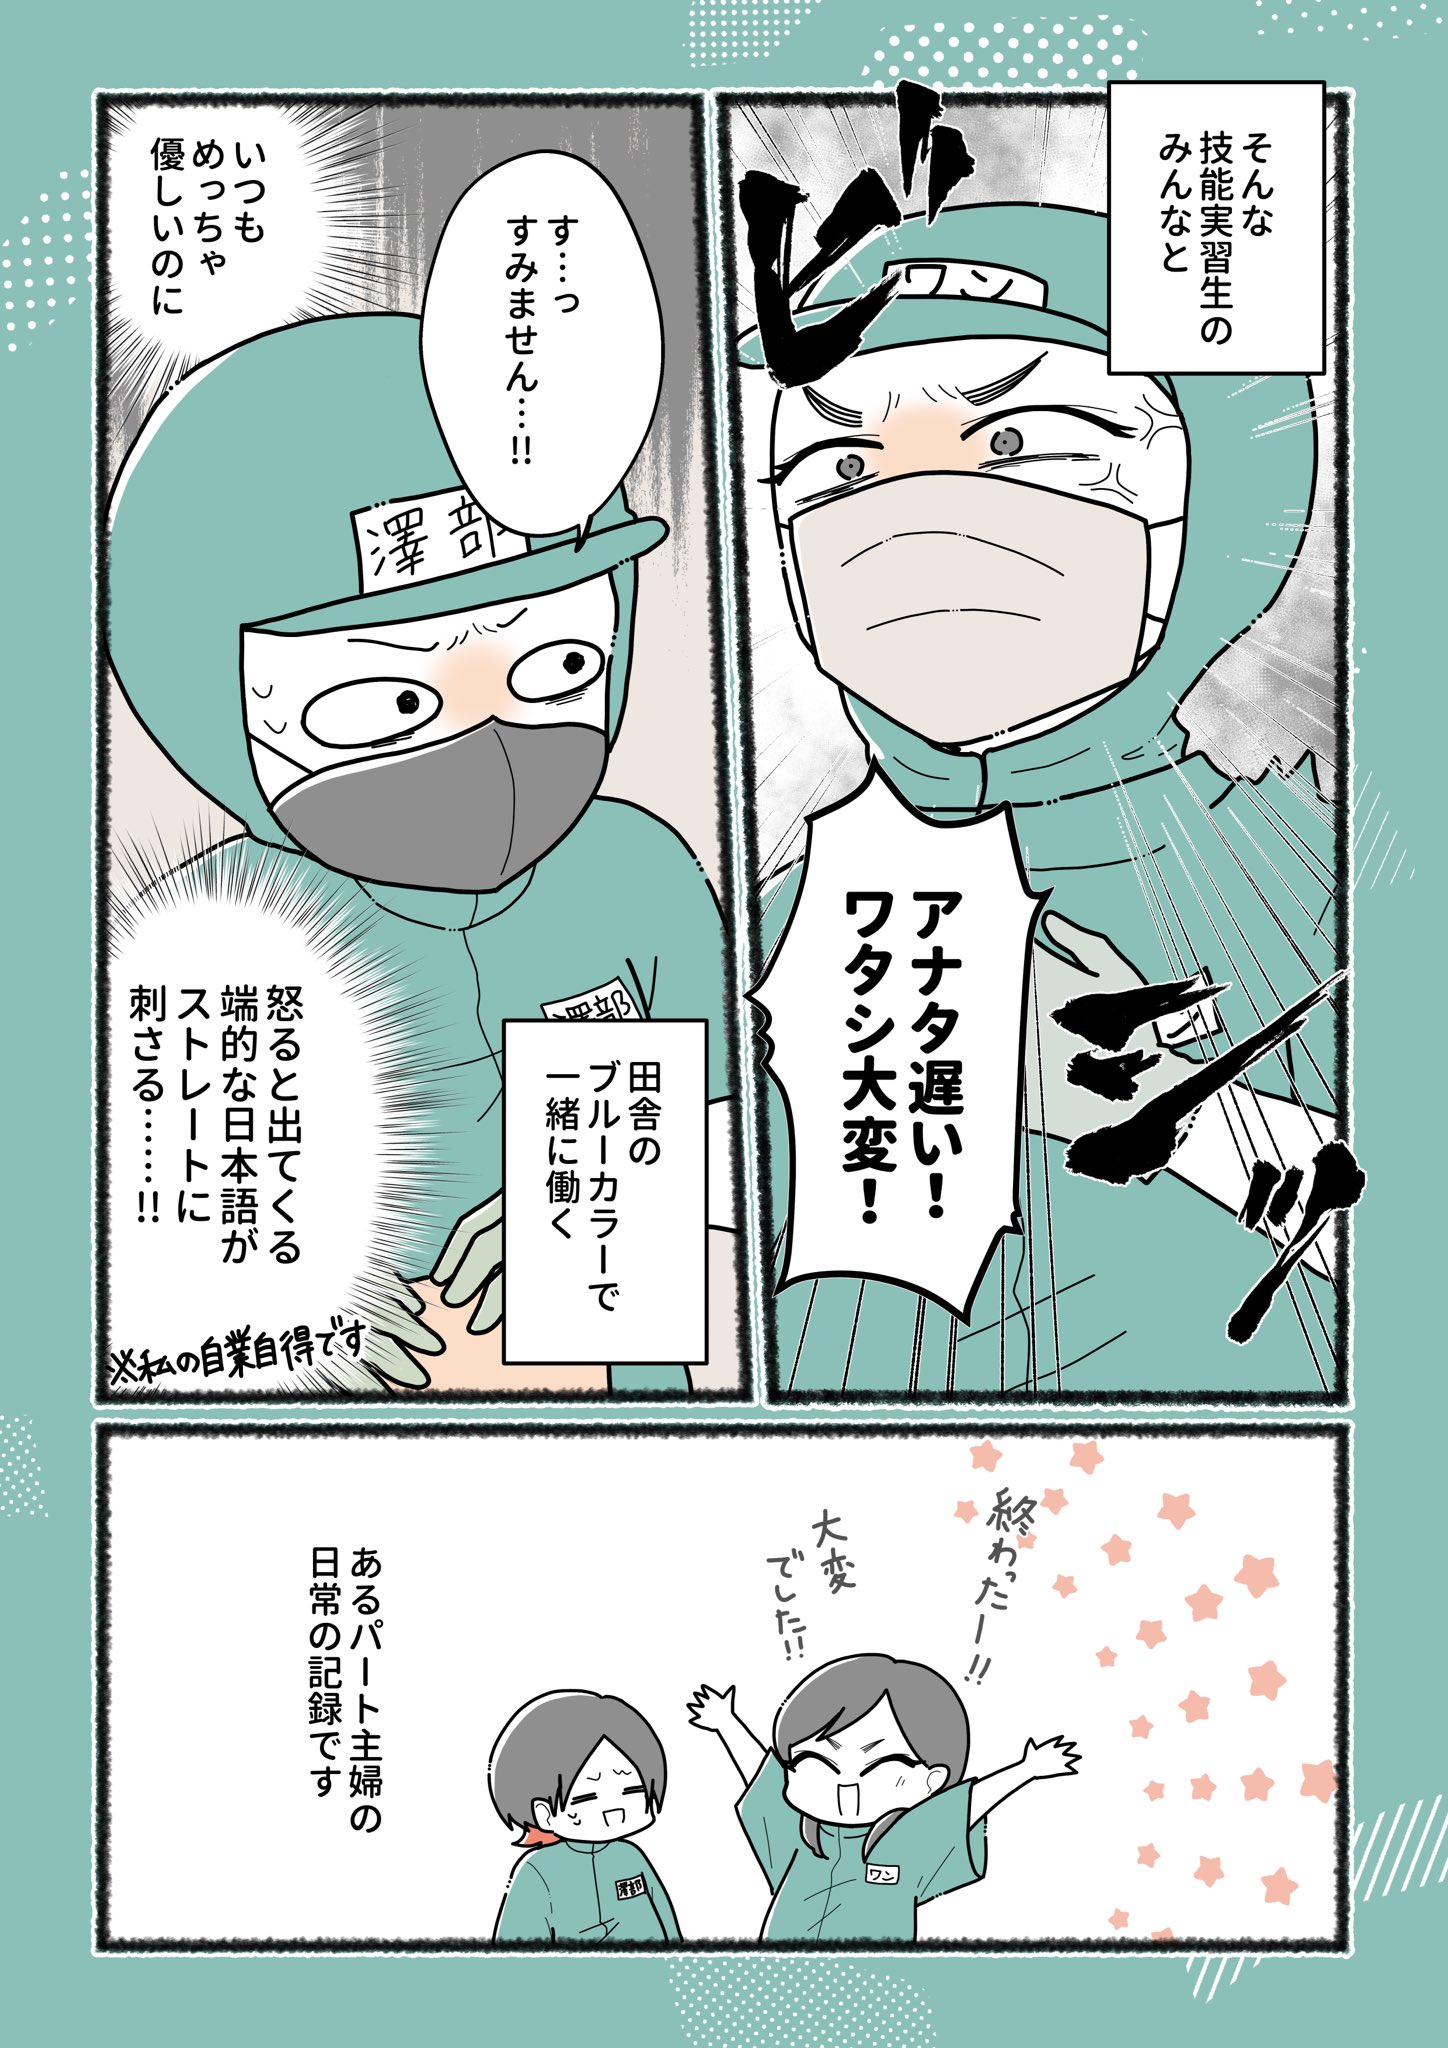 そんな
技能実習生の
みんなと
ビシッ
ワン
アナタ遅い！
ワタシ大変！
す…っ
すみません…!!
いつも
めっちゃ
優しいのに
澤部
澤部
怒ると出てくる
端的な日本語が
ストレートに
刺さる……!!
※私の自業自得です
田舎の
ブルーカラーで
一緒に働く
終わったー!!
大変
でした!!
ワン
澤部
あるパート主婦の
日常の記録です